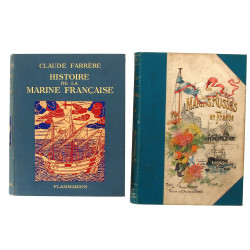 CLAUDE FARRÈRE
HISTOIRE
DE LA
MARINE FRANÇAISE
FLAMMARION
Les
Marins Russes
en France